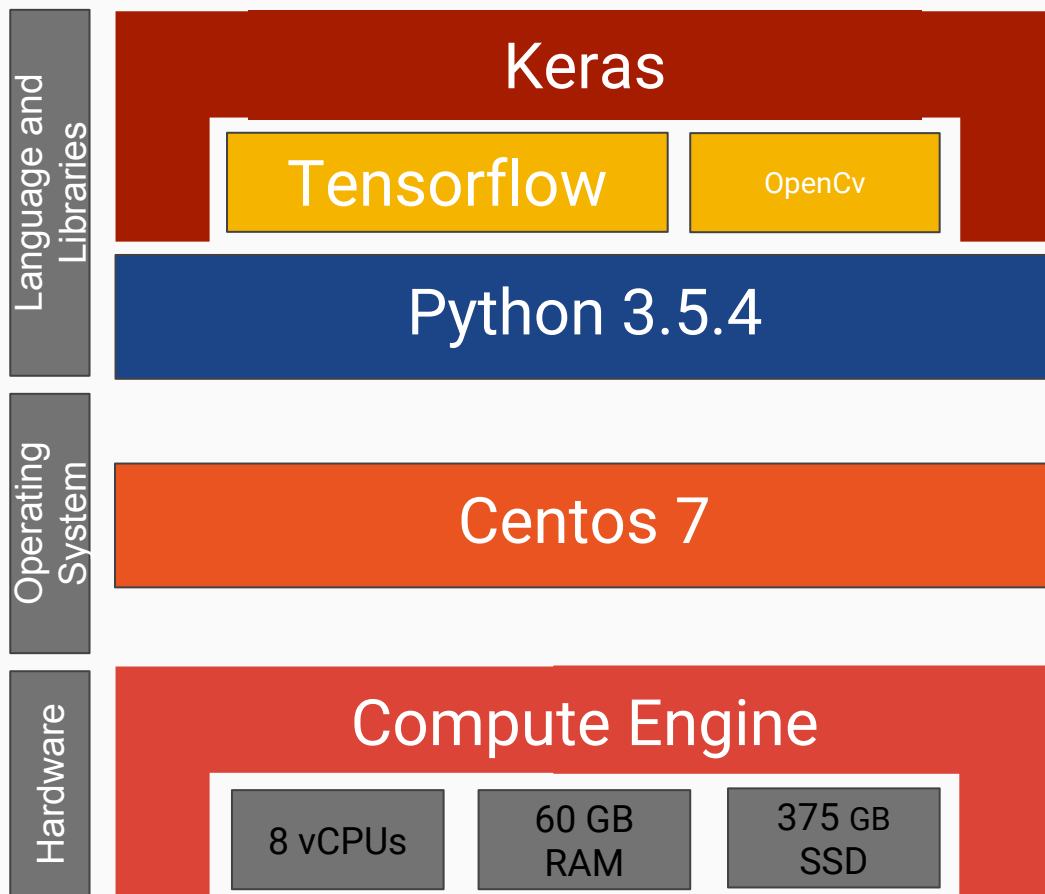 Language and
Libraries
Keras
Tensorflow
OpenCv
Python 3.5.4
Operating
System
Centos 7
Hardware
Compute Engine
8 vCPUs
60 GB
RAM
375 GB
SSD